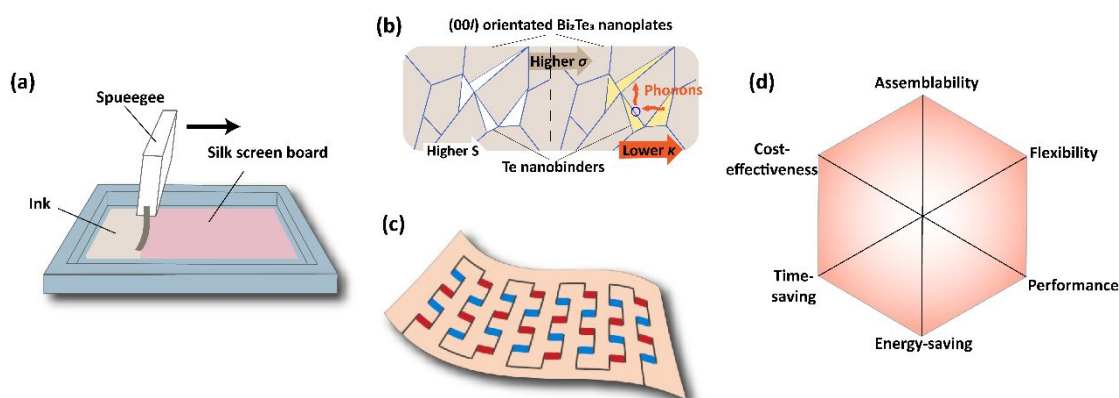 (a)
Spueegee
Silk screen board
Ink
(b)
(00l) orientated Bi₂Te₃ nanoplates
Higher σ
Phonons
Higher S
Te nanobinders
Lower κ
(c)
(d)
Assemblability
Cost-
effectiveness
Flexibility
Time-
saving
Performance
Energy-saving